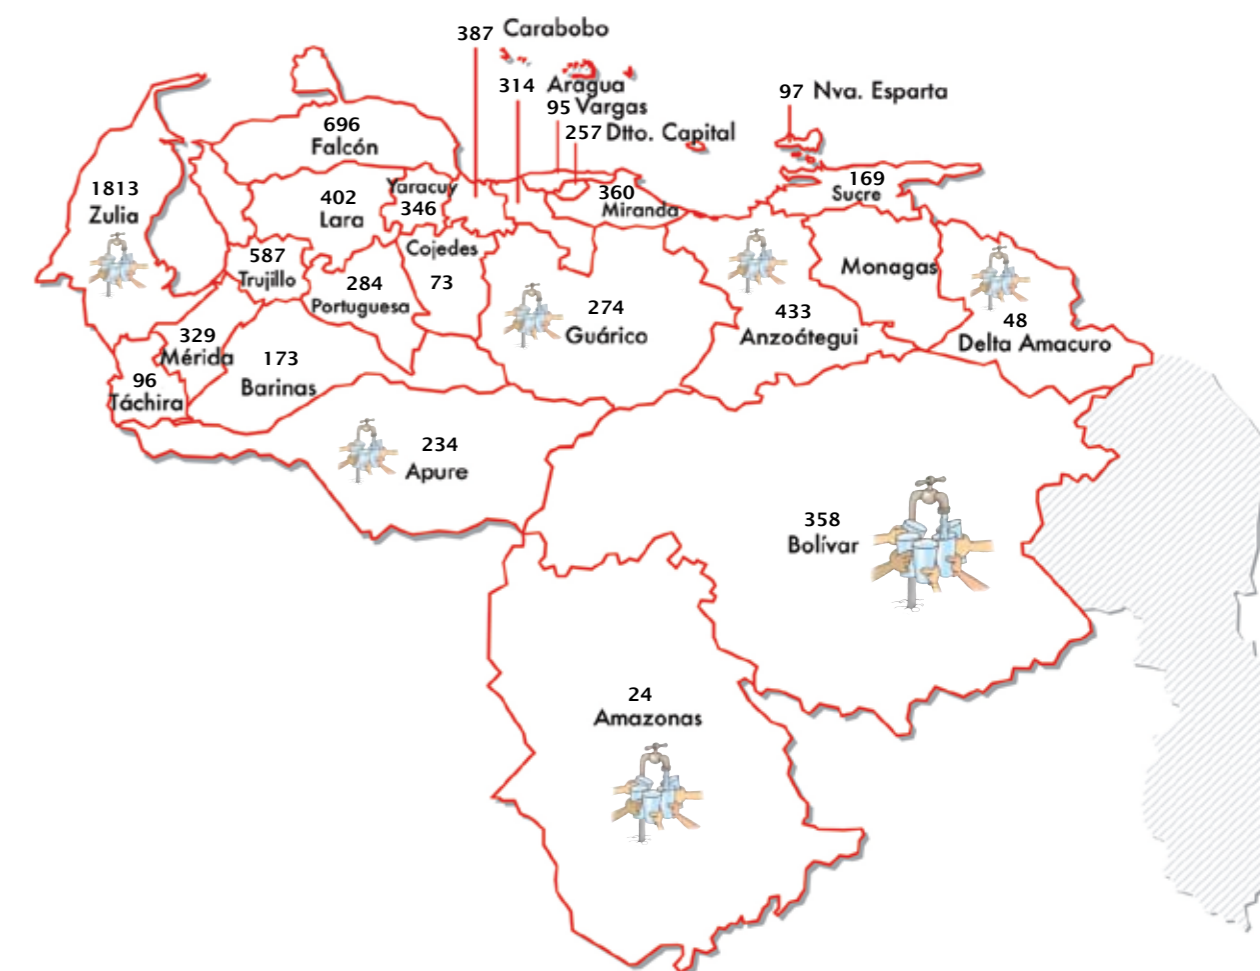 387 Carabobo
314 Aragua
95 Vargas
257 Dtto. Capital
97 Nva. Esparta
696
Falcón
1813
Zulia
402
Lara
Yaracuy
346
360
Miranda
169
Sucre
587
Trujillo
284
Portuguesa
Cojedes
73
274
Guárico
433
Anzoátegui
Monagas
48
Delta Amacuro
329
Mérida
96
Táchira
173
Barinas
234
Apure
358
Bolívar
24
Amazonas